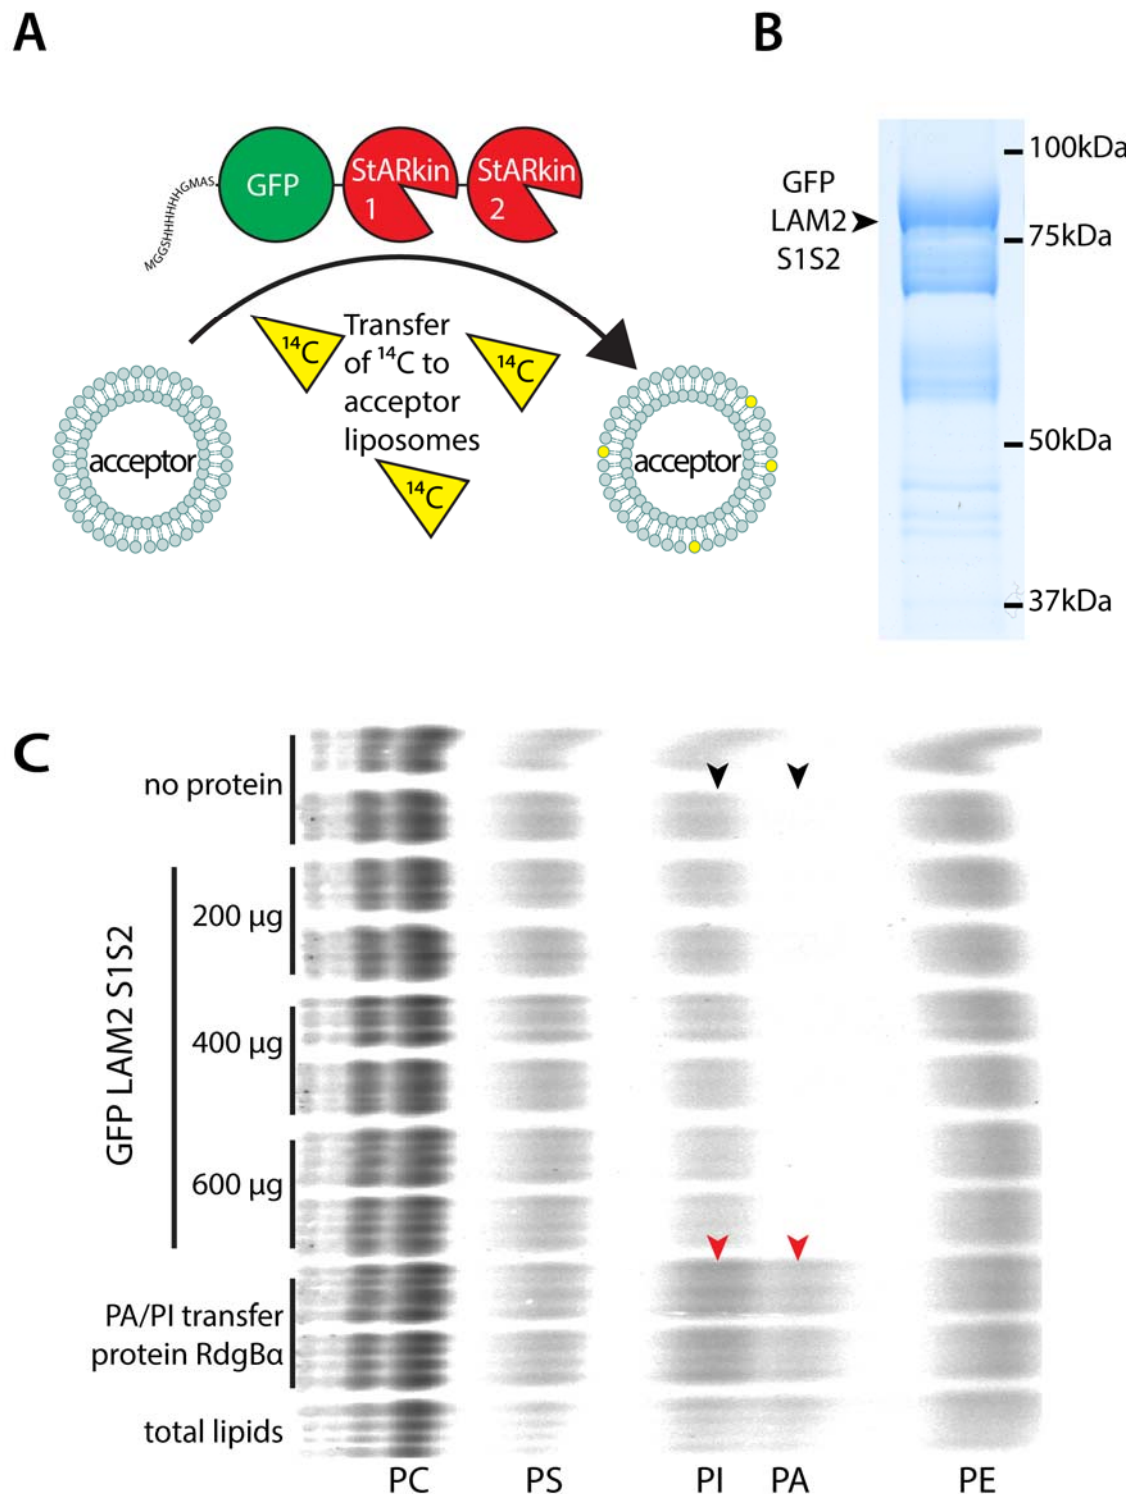 A
B
GFP
StARkin
1
StARkin
2
MGGSHHHHHHGMAS
¹⁴C
Transfer
of ¹⁴C to
acceptor
liposomes
¹⁴C
¹⁴C
acceptor
acceptor
GFP
LAM2
S1S2
100kDa
75kDa
50kDa
37kDa
C
no protein
GFP LAM2 S1S2
200 µg
400 µg
600 µg
PA/PI transfer
protein RdgBα
total lipids
PC PS PI PA PE